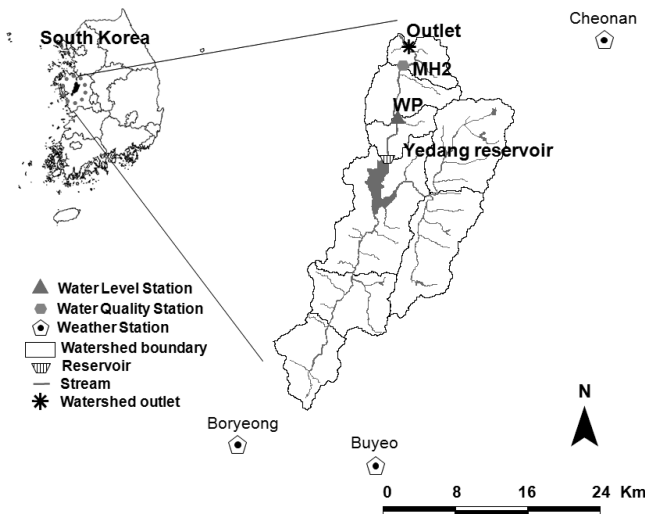 South Korea
Outlet
Cheonan
MH2
WP
Yedang reservoir
Water Level Station
Water Quality Station
Weather Station
Watershed boundary
Reservoir
Stream
Watershed outlet
Boryeong
Buyeo
N
0 8 16 24 Km